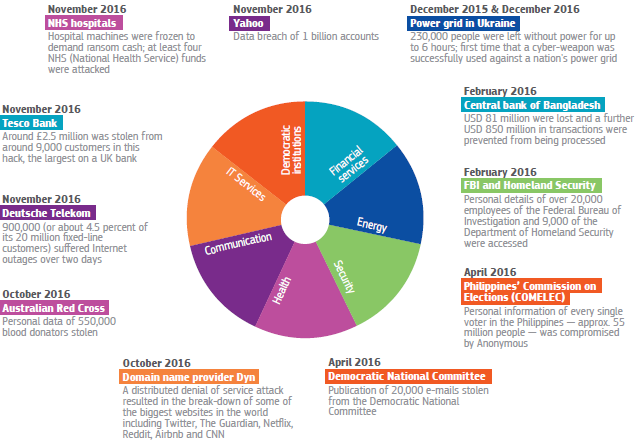 November 2016
NHS hospitals
Hospital machines were frozen to
demand ransom cash; at least four
NHS (National Health Service) funds
were attacked
November 2016
Yahoo
Data breach of 1 billion accounts
December 2015 & December 2016
Power grid in Ukraine
230,000 people were left without power for up
to 6 hours; first time that a cyber-weapon was
successfully used against a nation's power grid
November 2016
Tesco Bank
Around £2.5 million was stolen from
around 9,000 customers in this
hack, the largest on a UK bank
November 2016
Deutsche Telekom
900,000 (or about 4.5 percent of
its 20 million fixed-line
customers) suffered Internet
outages over two days
October 2016
Australian Red Cross
Personal data of 550,000
blood donators stolen
Democratic
institutions
Financial
services
IT Services
Energy
Communication
Security
Health
February 2016
Central bank of Bangladesh
USD 81 million were lost and a further
USD 850 million in transactions were
prevented from being processed
February 2016
FBI and Homeland Security
Personal details of over 20,000
employees of the Federal Bureau of
Investigation and 9,000 of the
Department of Homeland Security
were accessed
April 2016
Philippines' Commission on
Elections (COMELEC)
Personal information of every single
voter in the Philippines — approx. 55
million people — was compromised
by Anonymous
October 2016
Domain name provider Dyn
A distributed denial of service attack
resulted in the break-down of some of
the biggest websites in the world
including Twitter, The Guardian, Netflix,
Reddit, Airbnb and CNN
April 2016
Democratic National Committee
Publication of 20,000 e-mails stolen
from the Democratic National
Committee